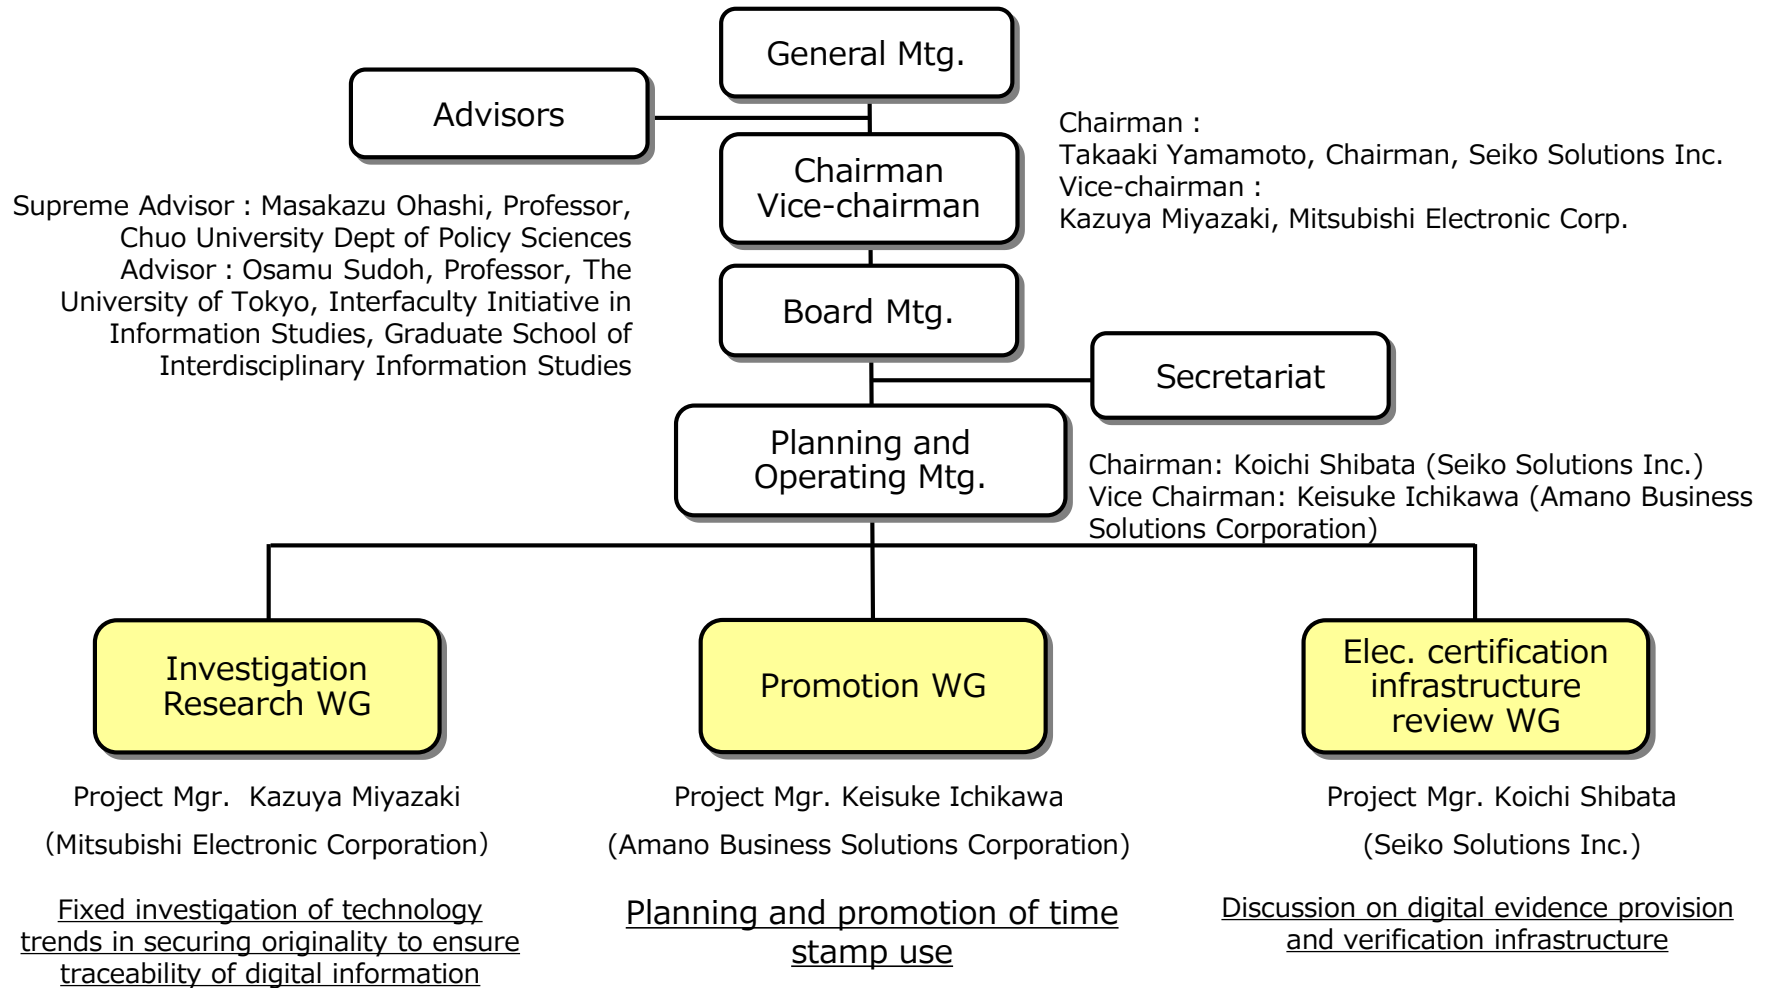 General Mtg.
Advisors
Chairman :
Takaaki Yamamoto, Chairman, Seiko Solutions Inc.
Vice-chairman :
Kazuya Miyazaki, Mitsubishi Electronic Corp.
Chairman
Vice-chairman
Supreme Advisor : Masakazu Ohashi, Professor,
Chuo University Dept of Policy Sciences
Advisor : Osamu Sudoh, Professor, The
University of Tokyo, Interfaculty Initiative in
Information Studies, Graduate School of
Interdisciplinary Information Studies
Board Mtg.
Secretariat
Planning and
Operating Mtg.
Chairman: Koichi Shibata (Seiko Solutions Inc.)
Vice Chairman: Keisuke Ichikawa (Amano Business
Solutions Corporation)
Investigation
Research WG
Project Mgr.  Kazuya Miyazaki
(Mitsubishi Electronic Corporation)
Fixed investigation of technology
trends in securing originality to ensure
traceability of digital information
Promotion WG
Project Mgr. Keisuke Ichikawa
(Amano Business Solutions Corporation)
Planning and promotion of time
stamp use
Elec. certification
infrastructure
review WG
Project Mgr. Koichi Shibata
(Seiko Solutions Inc.)
Discussion on digital evidence provision
and verification infrastructure